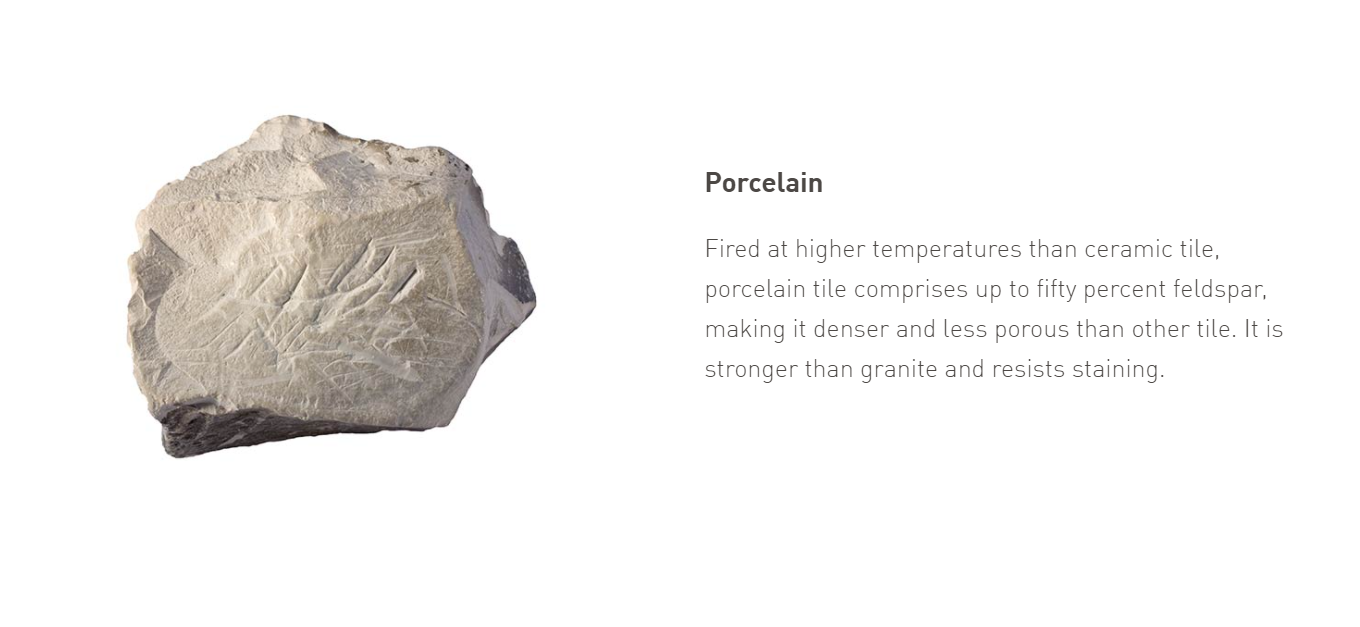 Porcelain
Fired at higher temperatures than ceramic tile,
porcelain tile comprises up to fifty percent feldspar,
making it denser and less porous than other tile. It is
stronger than granite and resists staining.